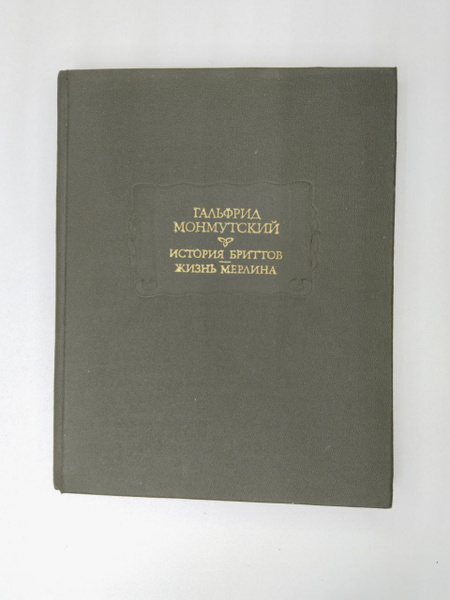 ГАЛЬФРИД
МОНМУТСКИЙ
ИСТОРИЯ БРИТТОВ
ЖИЗНЬ МЕРЛИНА